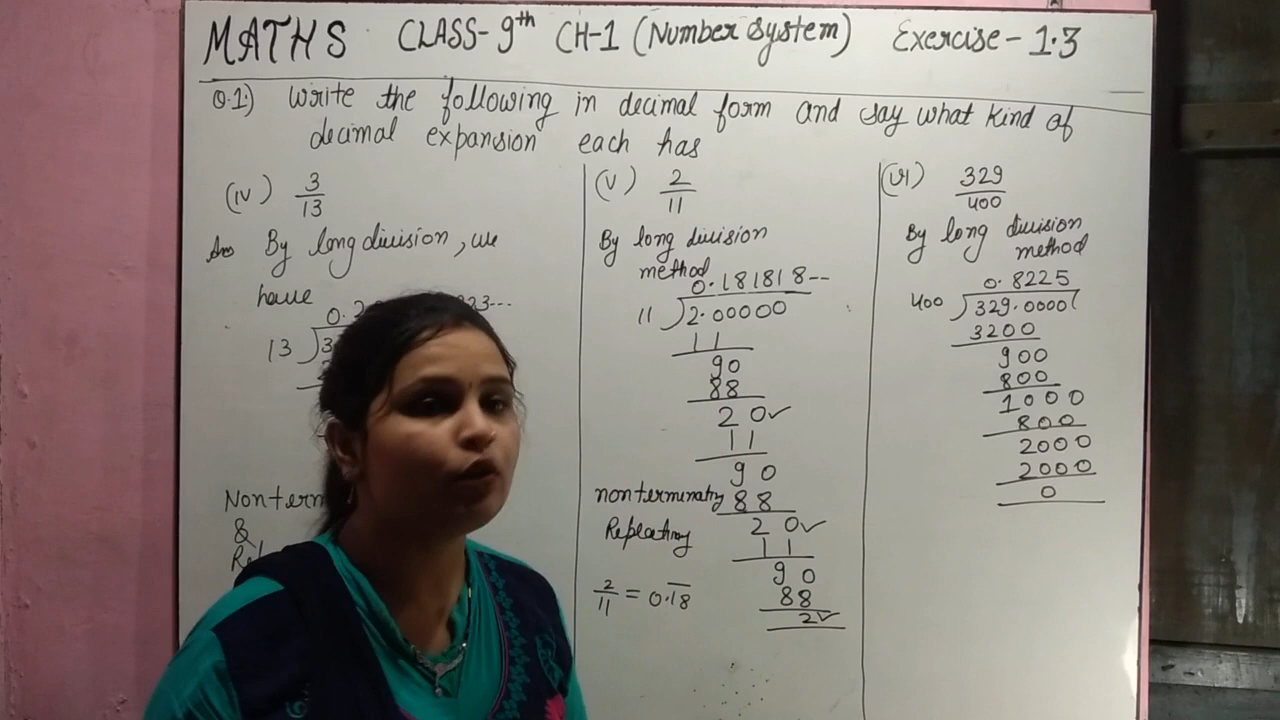 MATHS CLASS-9th CH-1 (Number System) Exercise-1.3
Q.1:) Write the following in decimal form and say what kind of
decimal expansion each has
(iv) 3/13
Ans By long division, we
have
13
Non term
&
(v) 2/11
By long division
method
0.181818--
11 ) 2.00000
11
90
88
20✓
11
90
88
20✓
11
90
88
2✓
nonterminating
Repeating
2/11 = 0.1̅8̅
(vi) 329/400
By long division
method
0.8225
400 ) 329.0000 (
3200
900
800
1000
800
2000
2000
0